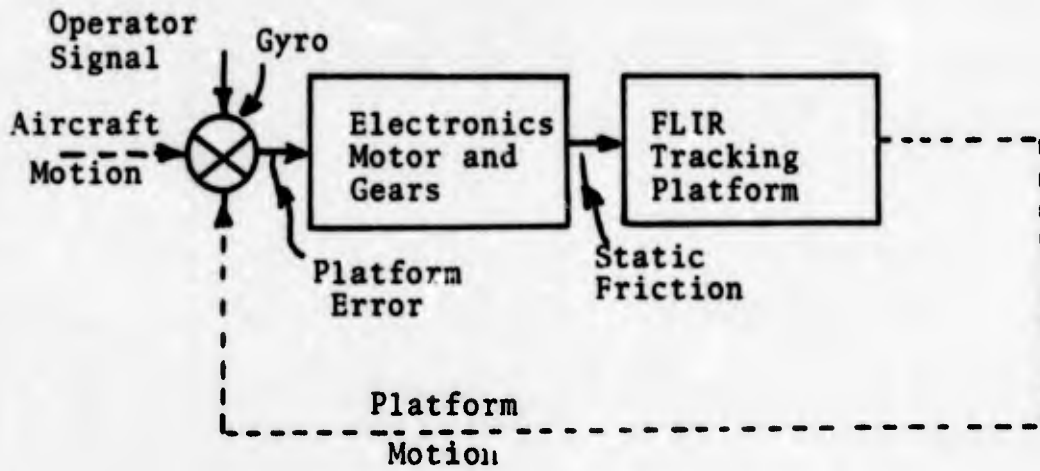 Operator
Signal
Gyro
Aircraft
Motion
Electronics
Motor and
Gears
FLIR
Tracking
Platform
Platform
Error
Static
Friction
Platform
Motion